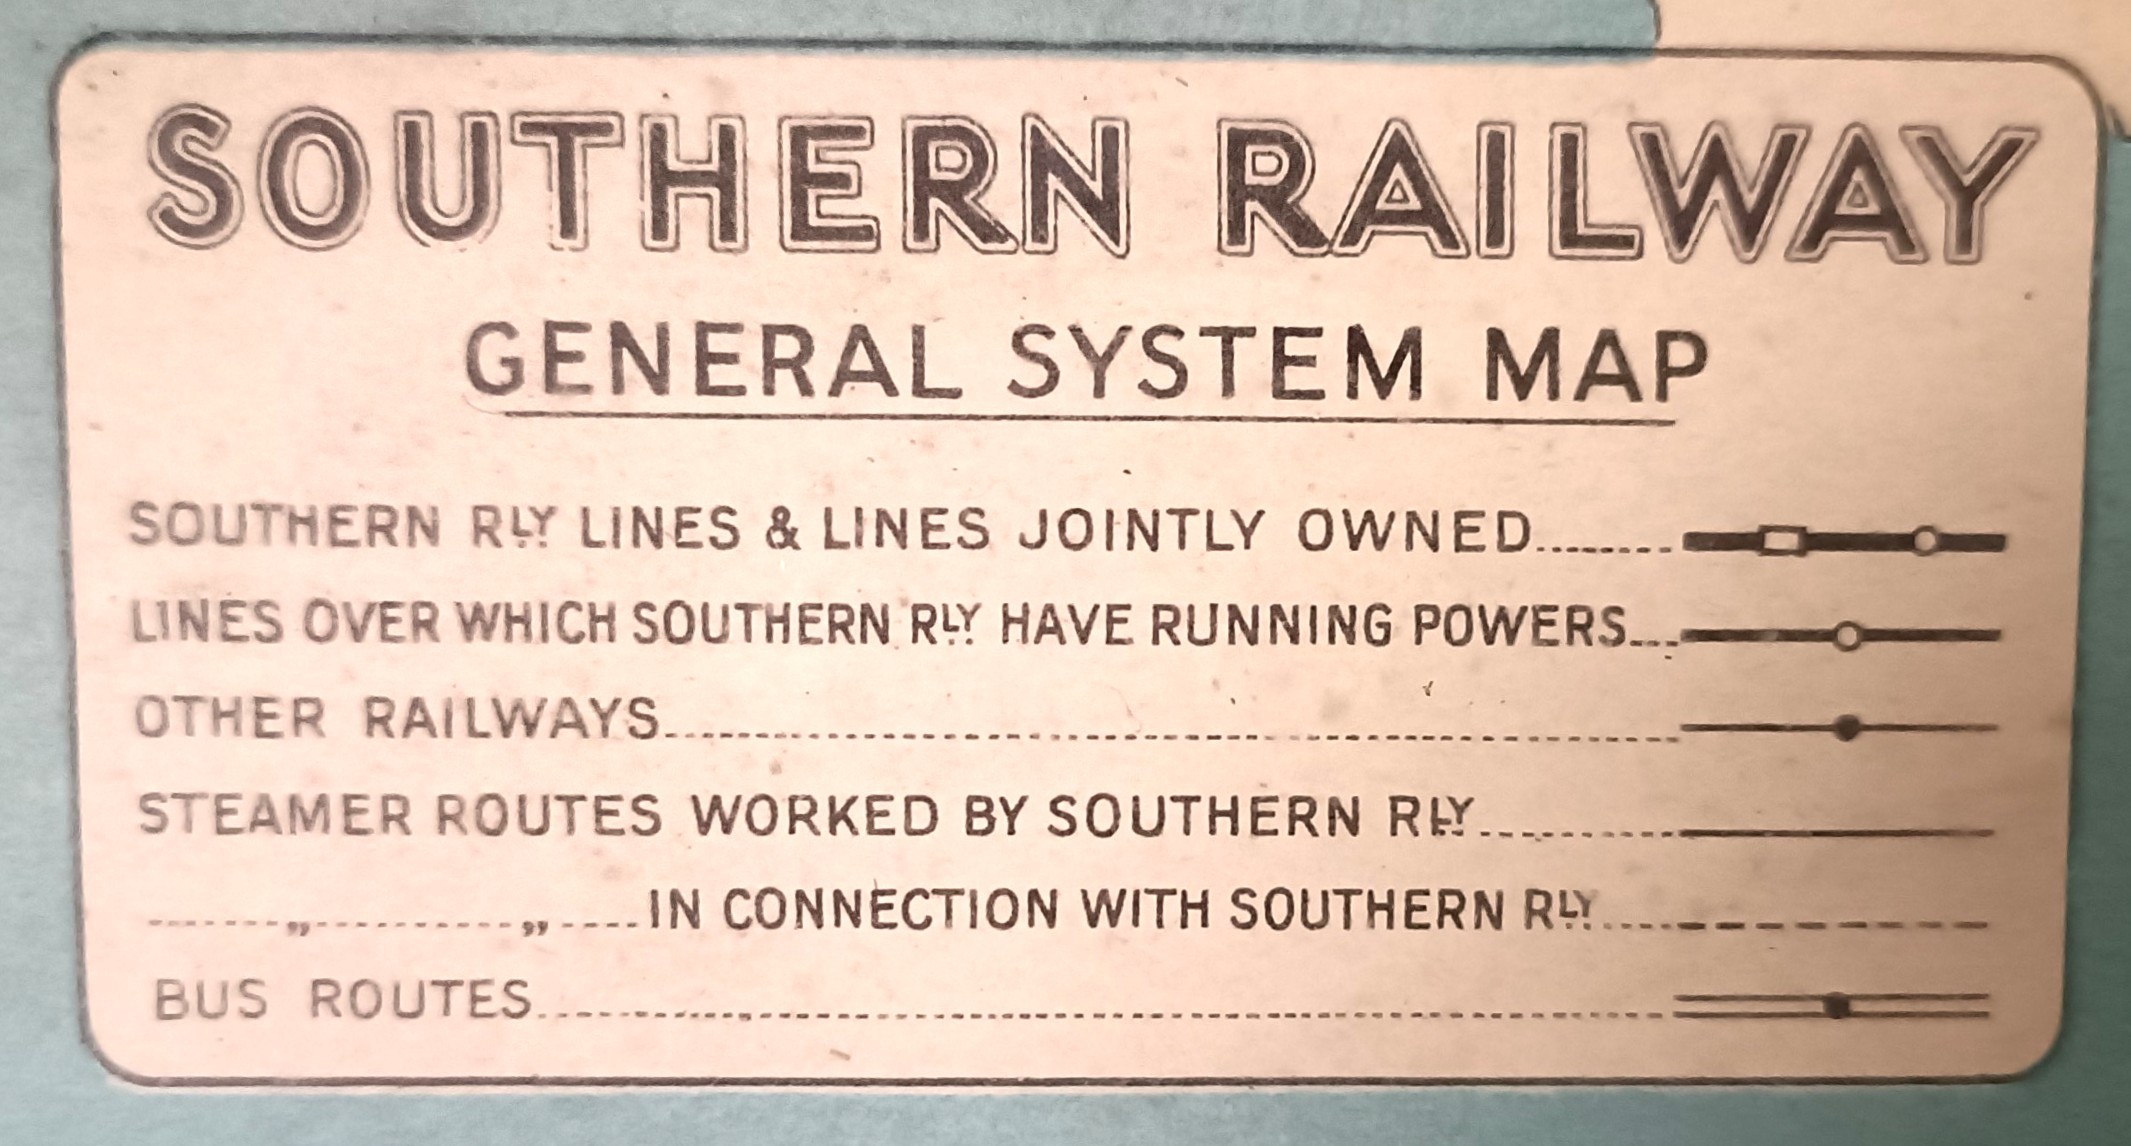 SOUTHERN RAILWAY
GENERAL SYSTEM MAP
SOUTHERN RLY LINES & LINES JOINTLY OWNED
LINES OVER WHICH SOUTHERN RLY HAVE RUNNING POWERS
OTHER RAILWAYS
STEAMER ROUTES WORKED BY SOUTHERN RLY
„ „ IN CONNECTION WITH SOUTHERN RLY
BUS ROUTES